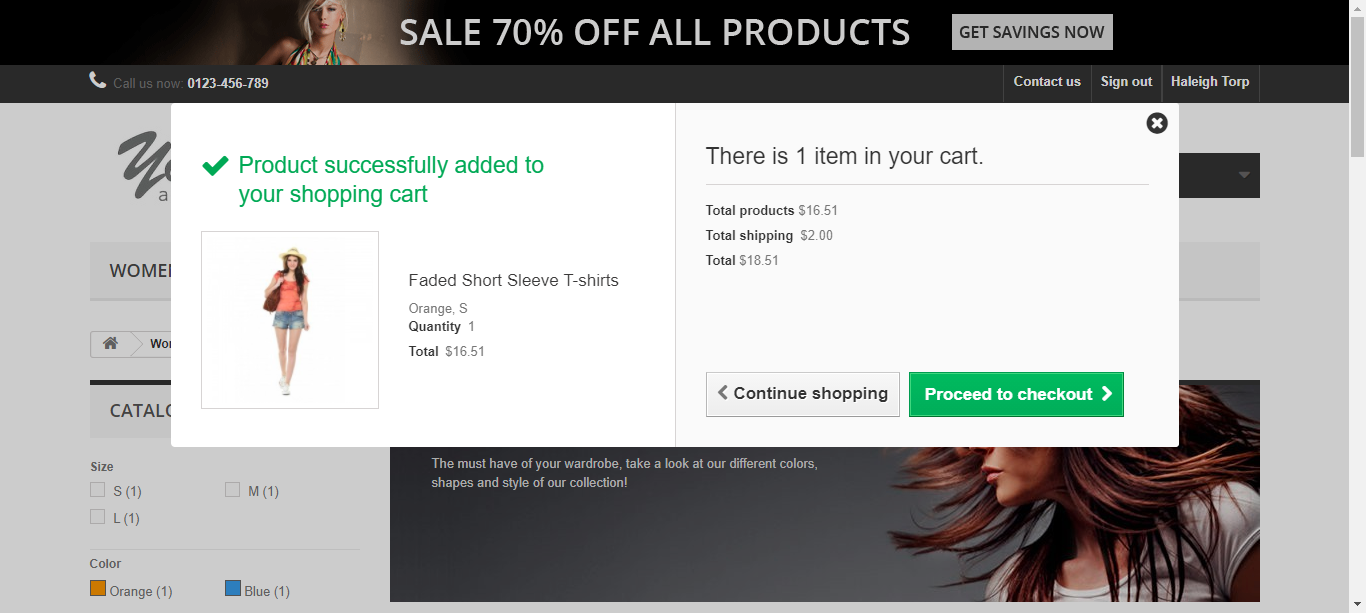 SALE 70% OFF ALL PRODUCTS
GET SAVINGS NOW
Call us now: 0123-456-789
Contact us
Sign out
Haleigh Torp
Product successfully added to
your shopping cart
Faded Short Sleeve T-shirts
Orange, S
Quantity 1
Total $16.51
There is 1 item in your cart.
Total products $16.51
Total shipping $2.00
Total $18.51
Continue shopping
Proceed to checkout
Size
S (1)
M (1)
L (1)
Color
Orange (1)
Blue (1)
The must have of your wardrobe, take a look at our different colors,
shapes and style of our collection!